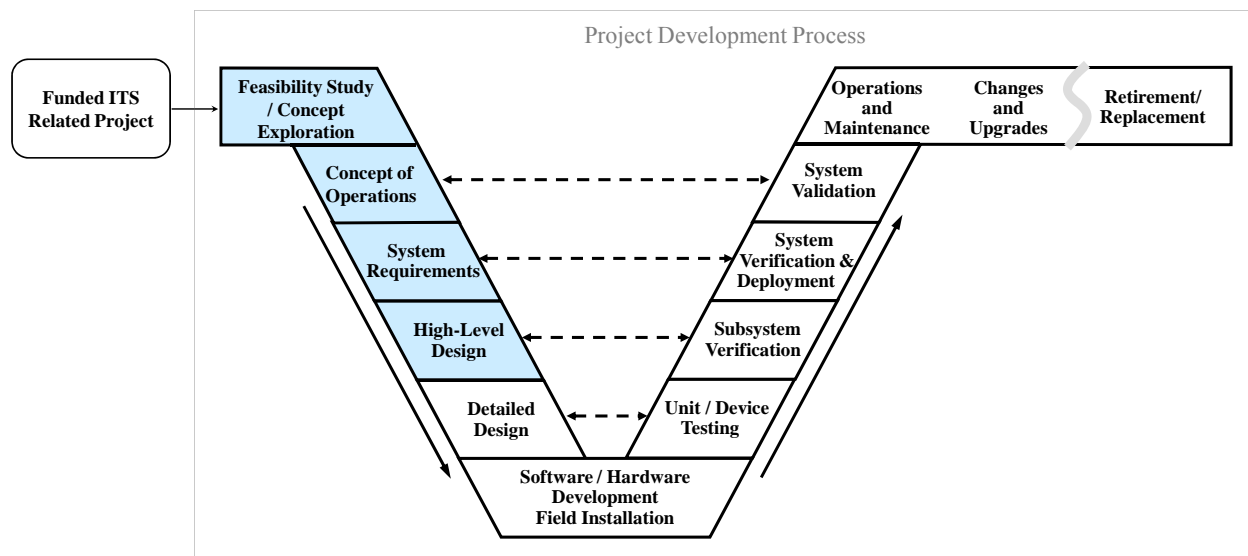 Project Development Process
Funded ITS
Related Project
Feasibility Study
/ Concept
Exploration
Concept of
Operations
System
Requirements
High-Level
Design
Detailed
Design
Software / Hardware
Development
Field Installation
Unit / Device
Testing
Subsystem
Verification
System
Verification &
Deployment
System
Validation
Operations
and
Maintenance
Changes
and
Upgrades
Retirement/
Replacement